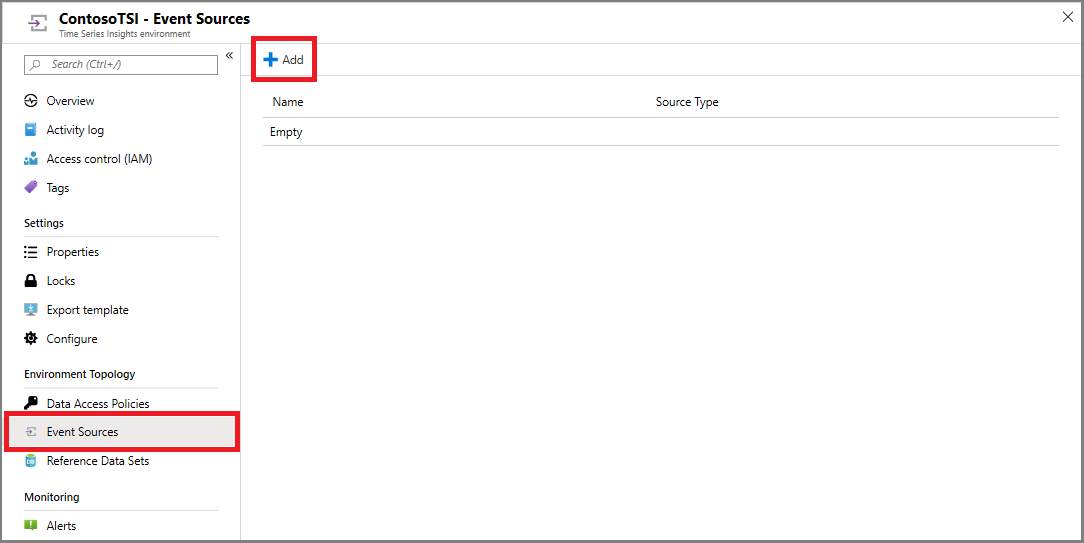 ContosoTSI - Event Sources
Time Series Insights environment
Search (Ctrl+/)
Overview
Activity log
Access control (IAM)
Tags
Settings
Properties
Locks
Export template
Configure
Environment Topology
Data Access Policies
Event Sources
Reference Data Sets
Monitoring
Alerts
Add
Name Source Type
Empty